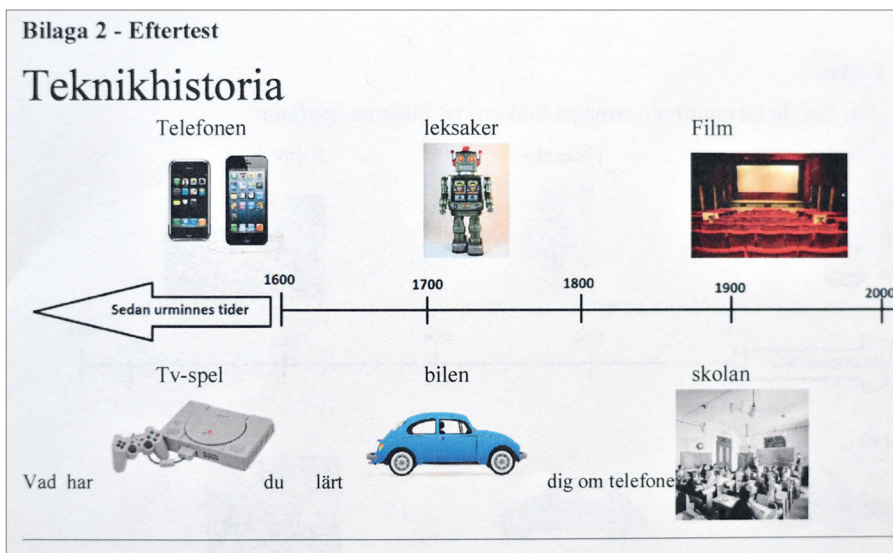 Bilaga 2 - Eftertest
Teknikhistoria
Telefonen leksaker Film
1600 1700 1800 1900 2000
Sedan urminnes tider
Tv-spel bilen skolan
Vad har du lärt dig om telefone